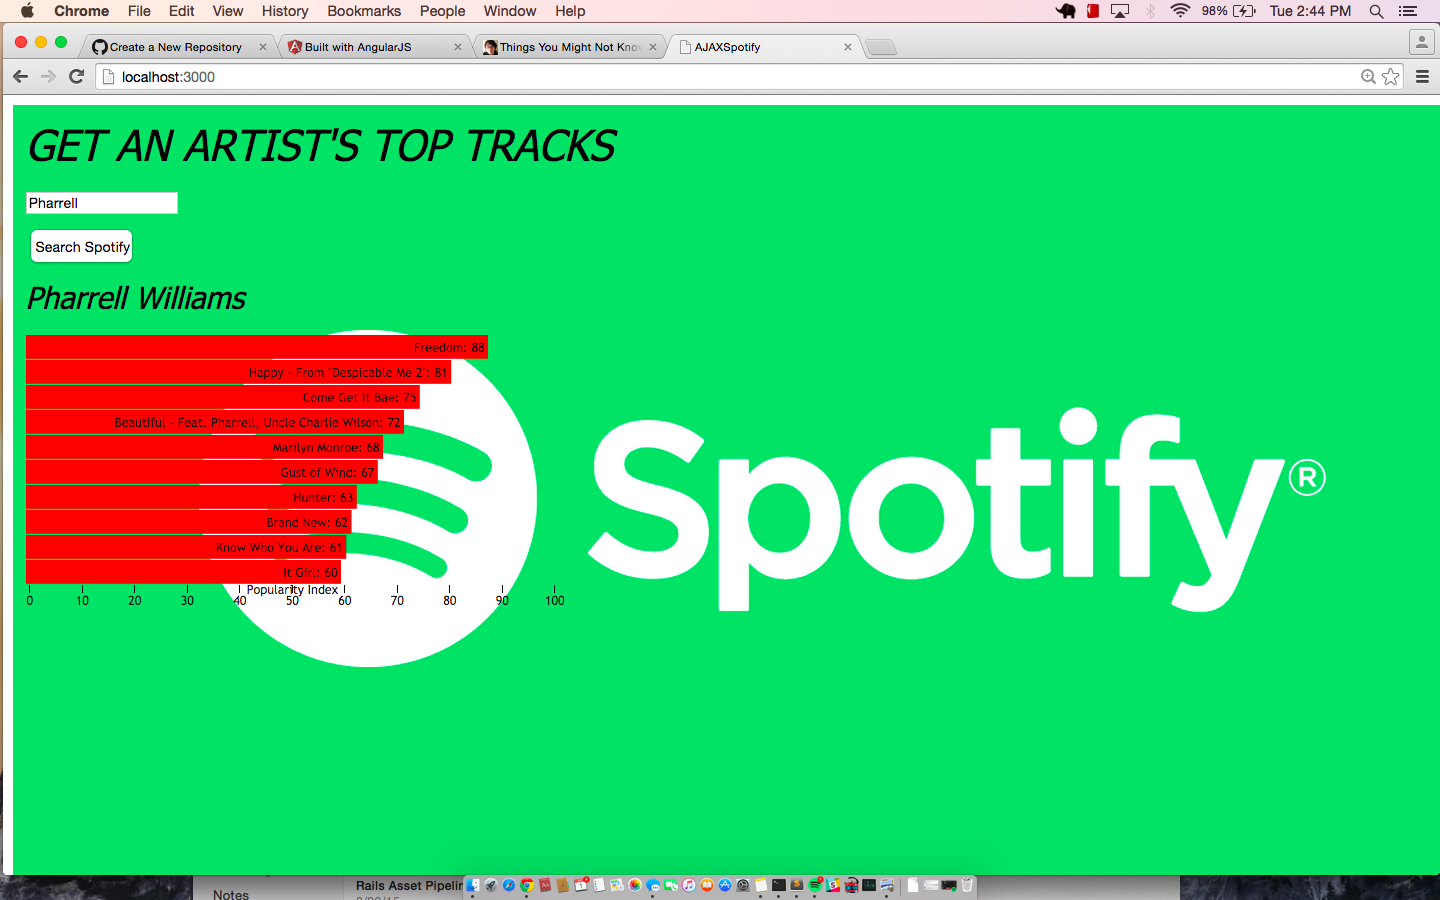 Chrome File Edit View History Bookmarks People Window Help 98% Tue 2:44 PM
Create a New Repository Built with AngularJS Things You Might Not Know AJAXSpotify
localhost:3000
GET AN ARTIST'S TOP TRACKS
Pharrell
Search Spotify
Pharrell Williams
Freedom: 88
Happy - From "Despicable Me 2": 81
Come Get It Bae: 75
Beautiful - Feat. Pharrell, Uncle Charlie Wilson: 72
Marilyn Monroe: 68
Gust of Wind: 67
Hunter: 63
Brand New: 62
Know Who You Are: 61
It Girl: 60
Popularity Index
0 10 20 30 40 50 60 70 80 90 100
Spotify®
Rails Asset Pipelin
Notes